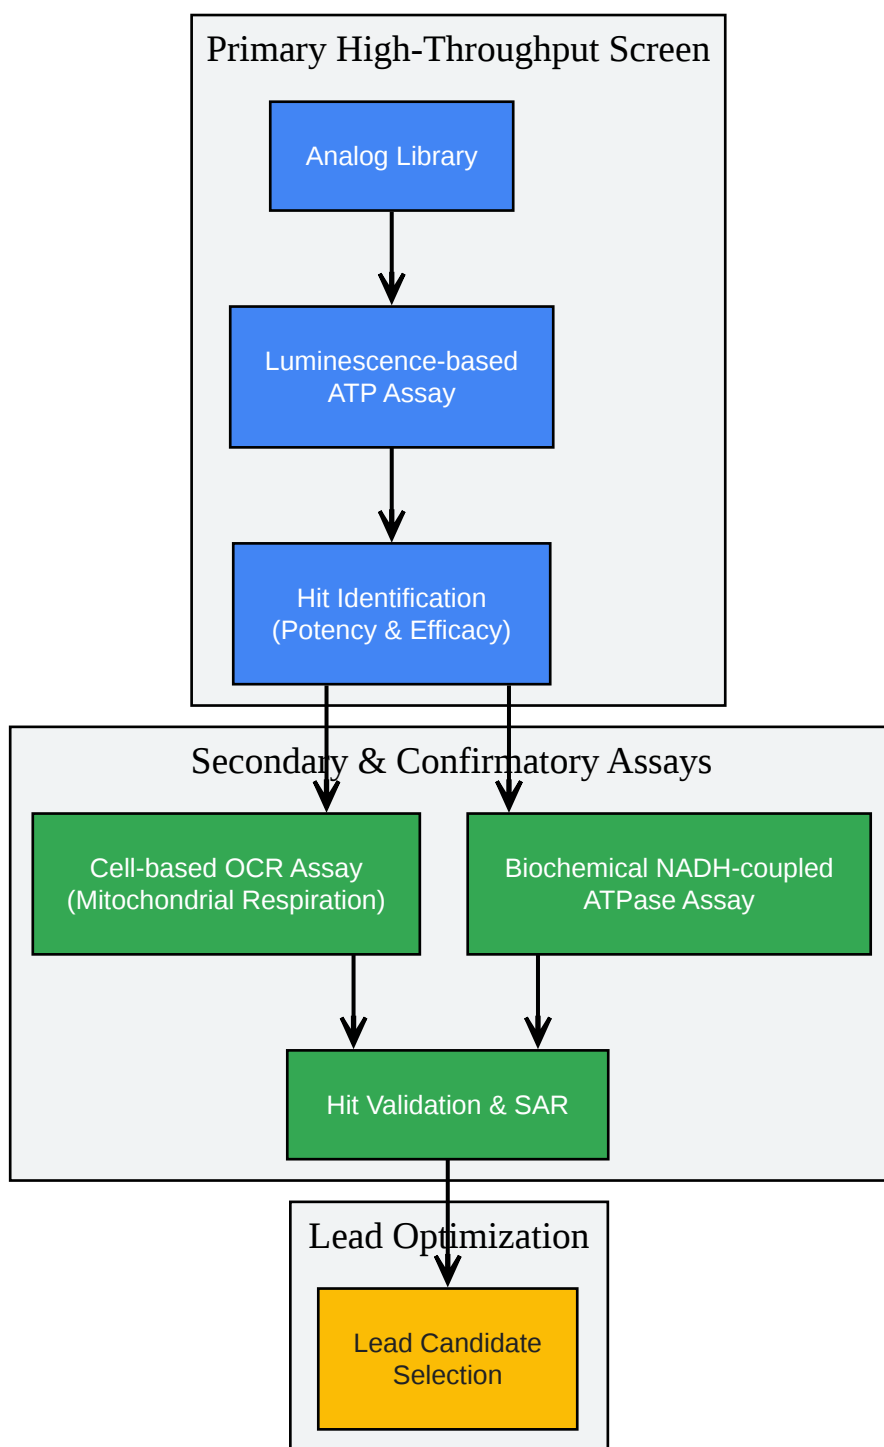 Primary High-Throughput Screen
Analog Library
Luminescence-based
ATP Assay
Hit Identification
(Potency & Efficacy)
Secondary & Confirmatory Assays
Cell-based OCR Assay
(Mitochondrial Respiration)
Biochemical NADH-coupled
ATPase Assay
Hit Validation & SAR
Lead Optimization
Lead Candidate
Selection